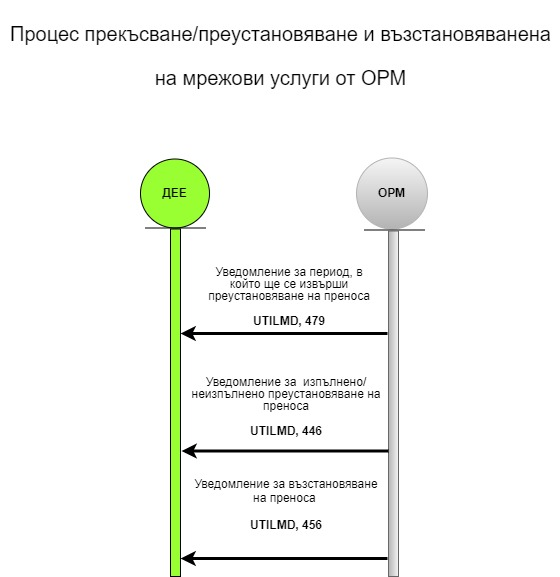 Процес прекъсване/преустановяване и възстановяванена
на мрежови услуги от ОРМ
ДЕЕ
ОРМ
Уведомление за период, в
който ще се извърши
преустановяване на преноса
UTILMD, 479
Уведомление за изпълнено/
неизпълнено преустановяване на
преноса
UTILMD, 446
Уведомление за възстановяване
на преноса
UTILMD, 456